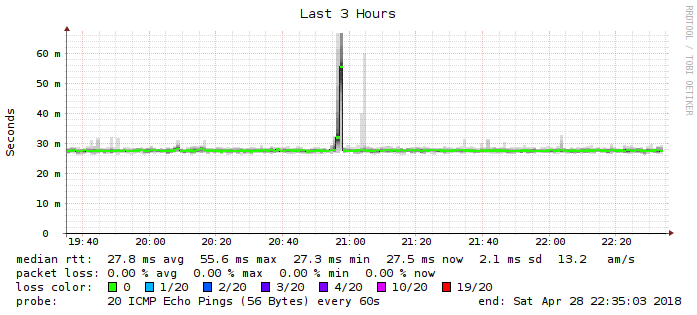 Last 3 Hours
RRDTOOL / TOBI OETIKER
Seconds
60 m
50 m
40 m
30 m
20 m
10 m
0
19:40 20:00 20:20 20:40 21:00 21:20 21:40 22:00 22:20
median rtt: 27.8 ms avg 55.6 ms max 27.3 ms min 27.5 ms now 2.1 ms sd 13.2 am/s
packet loss: 0.00 % avg 0.00 % max 0.00 % min 0.00 % now
loss color: 0 1/20 2/20 3/20 4/20 10/20 19/20
probe: 20 ICMP Echo Pings (56 Bytes) every 60s end: Sat Apr 28 22:35:03 2018